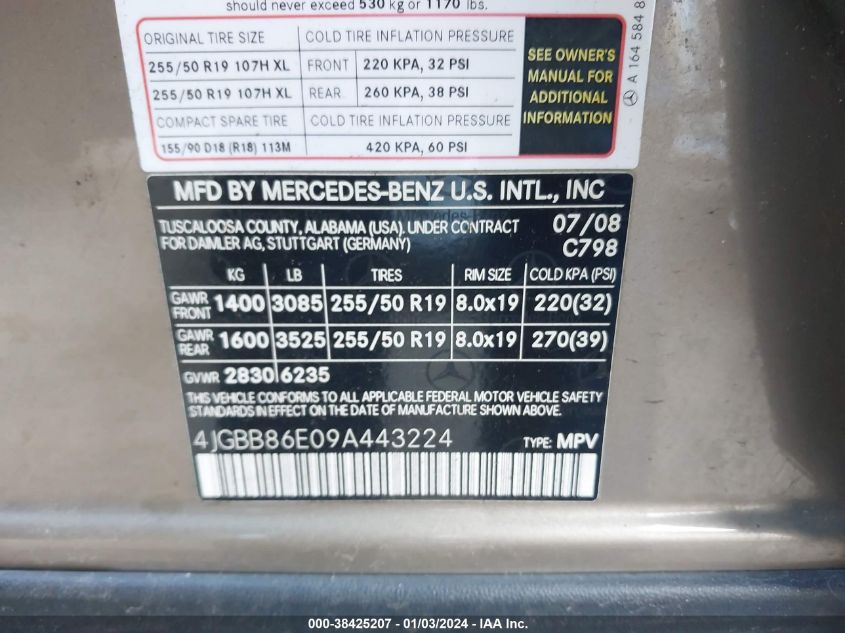 should never exceed 530 kg or 1170 lbs.
ORIGINAL TIRE SIZE COLD TIRE INFLATION PRESSURE
255/50 R19 107H XL FRONT 220 KPA, 32 PSI
255/50 R19 107H XL REAR 260 KPA, 38 PSI
COMPACT SPARE TIRE COLD TIRE INFLATION PRESSURE
155/90 D18 (R18) 113M 420 KPA, 60 PSI
SEE OWNER'S
MANUAL FOR
ADDITIONAL
INFORMATION
A 164 584 8
MFD BY MERCEDES-BENZ U.S. INTL., INC
TUSCALOOSA COUNTY, ALABAMA (USA). UNDER CONTRACT 07/08
FOR DAIMLER AG, STUTTGART (GERMANY) C798
KG LB TIRES RIM SIZE COLD KPA (PSI)
GAWR FRONT 1400 3085 255/50 R19 8.0x19 220(32)
GAWR REAR 1600 3525 255/50 R19 8.0x19 270(39)
GVWR 2830 6235
THIS VEHICLE CONFORMS TO ALL APPLICABLE FEDERAL MOTOR VEHICLE SAFETY
STANDARDS IN EFFECT ON THE DATE OF MANUFACTURE SHOWN ABOVE.
4JGBB86E09A443224 TYPE: MPV
000-38425207 - 01/03/2024 - IAA Inc.